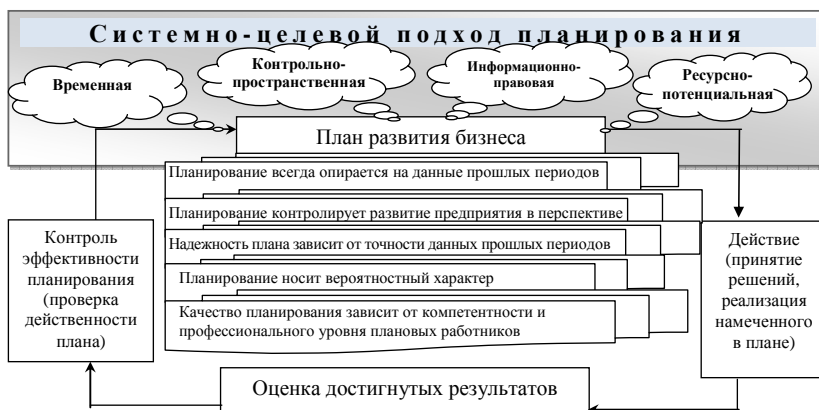 Системно-целевой подход планирования
Временная
Контрольно-
пространственная
Информационно-
правовая
Ресурсно-
потенциальная
План развития бизнеса
Планирование всегда опирается на данные прошлых периодов
Планирование контролирует развитие предприятия в перспективе
Надежность плана зависит от точности данных прошлых периодов
Планирование носит вероятностный характер
Качество планирования зависит от компетентности и
профессионального уровня плановых работников
Контроль
эффективности
планирования
(проверка
действенности
плана)
Действие
(принятие
решений,
реализация
намеченного
в плане)
Оценка достигнутых результатов